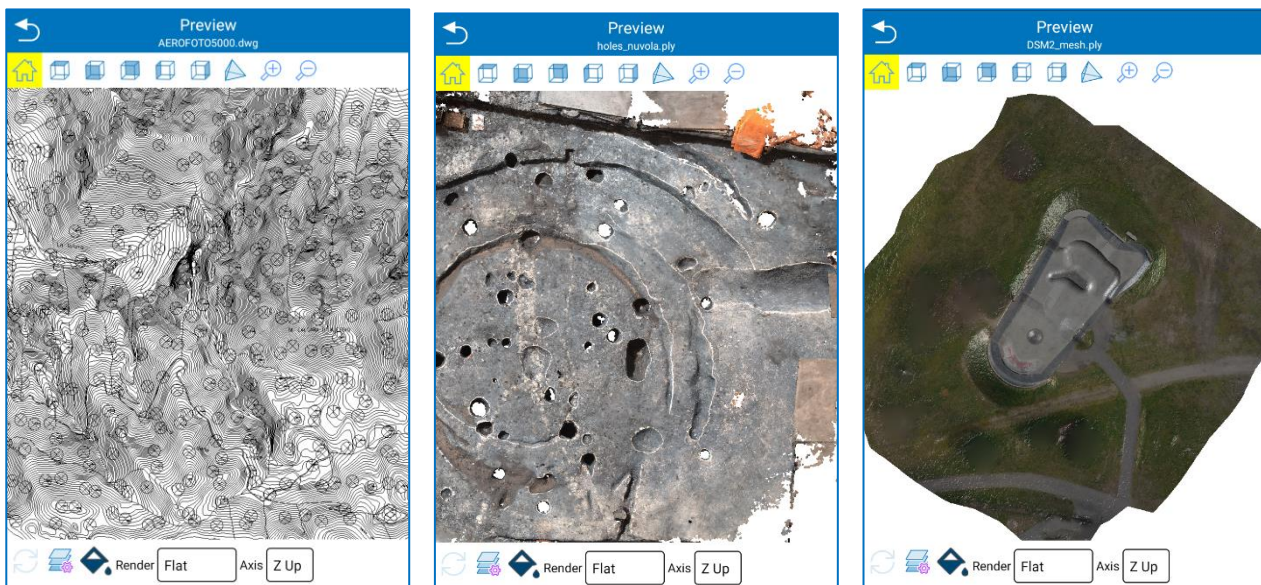 Preview
AEROFOTO5000.dwg
Render Flat Axis Z Up
Preview
holes_nuvola.ply
Render Flat Axis Z Up
Preview
DSM2_mesh.ply
Render Flat Axis Z Up